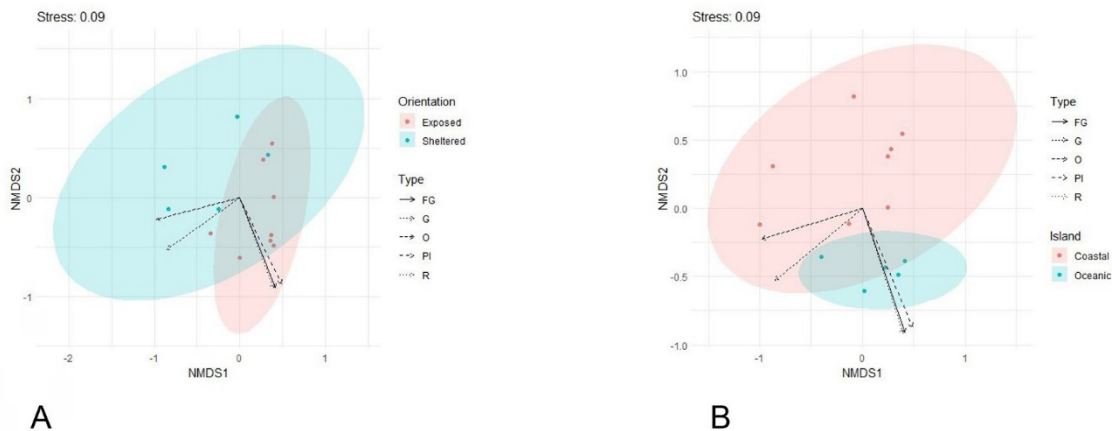 Stress: 0.09
1
0
-1
NMDS2
-2
-1
0
1
NMDS1
Orientation
Exposed
Sheltered
Type
FG
G
O
PI
R
A
Stress: 0.09
1.0
0.5
0.0
-0.5
-1.0
NMDS2
-1
0
1
NMDS1
Type
FG
G
O
PI
R
Island
Coastal
Oceanic
B